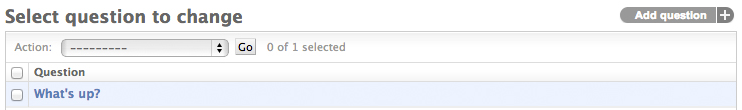 Select question to change
Add question +
Action: --------- Go 0 of 1 selected
Question
What's up?